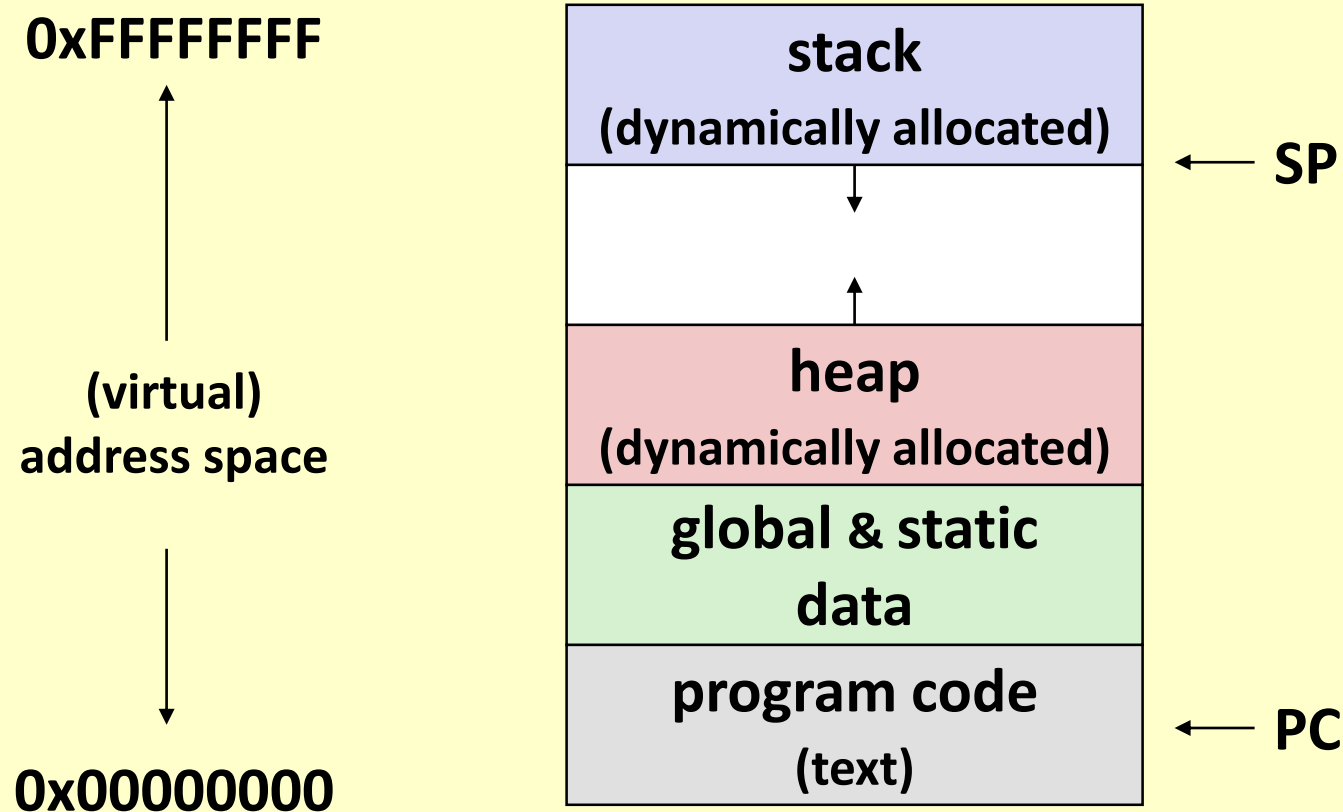 0xFFFFFFFF
(virtual)
address space
0x00000000
stack
(dynamically allocated)
heap
(dynamically allocated)
global & static
data
program code
(text)
SP
PC